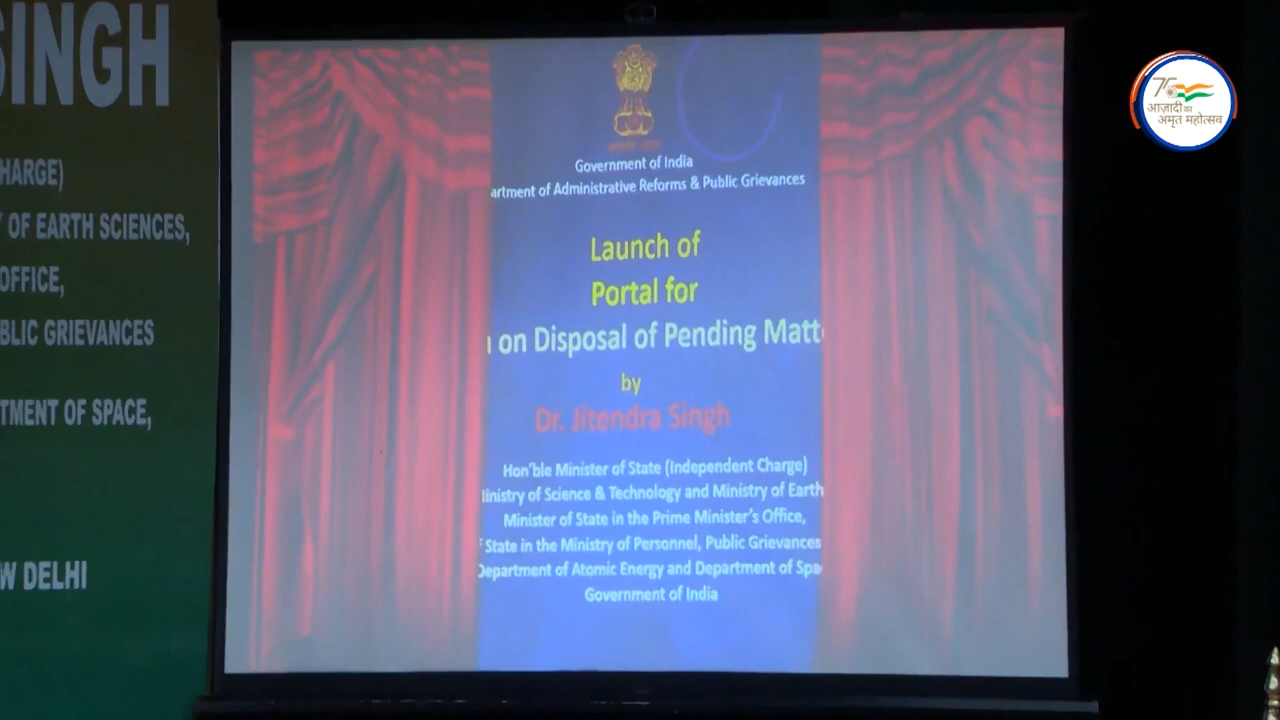 SINGH
HARGE)
OF EARTH SCIENCES,
OFFICE,
BLIC GRIEVANCES
TMENT OF SPACE,
W DELHI
Government of India
artment of Administrative Reforms & Public Grievances
Launch of
Portal for
on Disposal of Pending Matt
by
Dr. Jitendra Singh
Hon'ble Minister of State (Independent Charge)
inistry of Science & Technology and Ministry of Earth
Minister of State in the Prime Minister's Office,
State in the Ministry of Personnel, Public Grievances
Department of Atomic Energy and Department of Spa
Government of India
75
आज़ादी का
अमृत महोत्सव